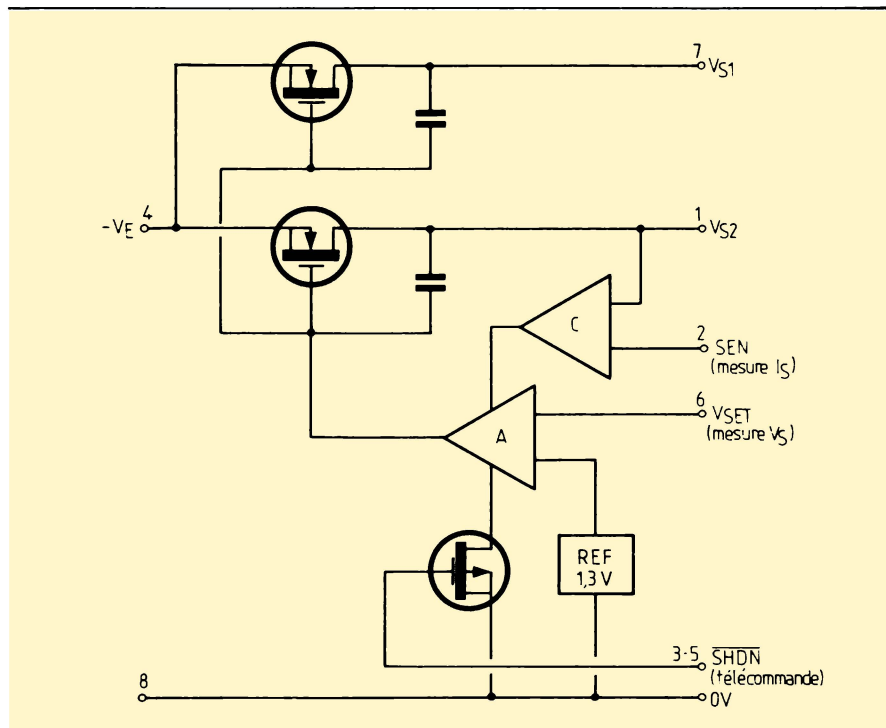 7
VS1
4
-VE
1
VS2
C
2
SEN
(mesure IS)
6
VSET
(mesure VS)
A
REF
1,3 V
3-5
SHDN
(télécommande)
8
0V